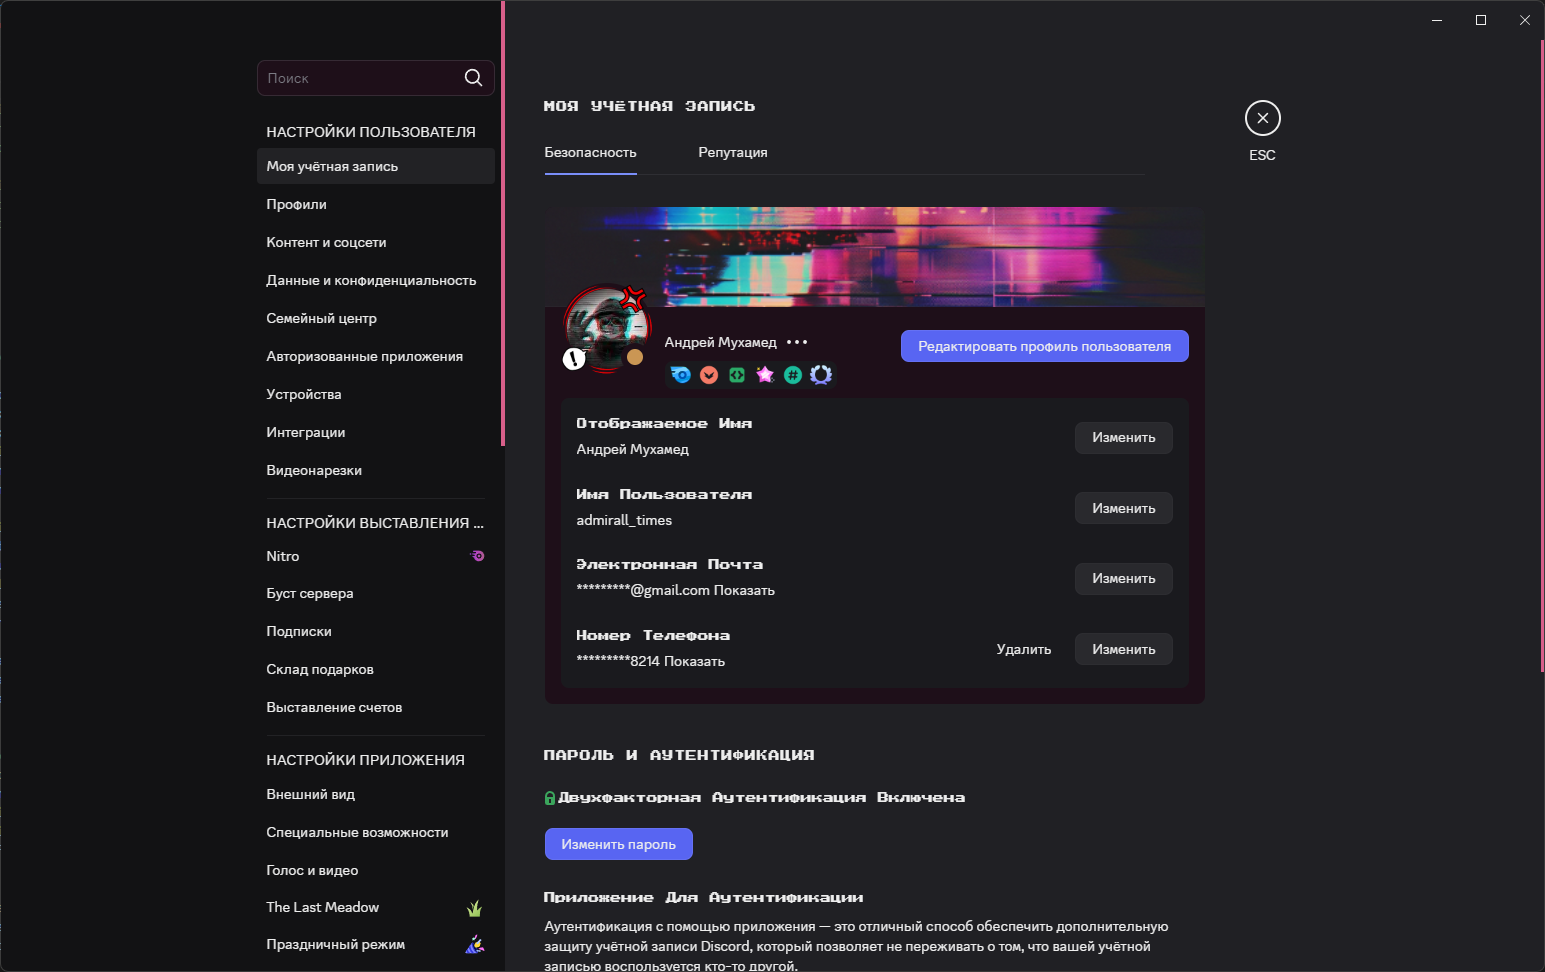 Поиск
НАСТРОЙКИ ПОЛЬЗОВАТЕЛЯ
Моя учётная запись
Профили
Контент и соцсети
Данные и конфиденциальность
Семейный центр
Авторизованные приложения
Устройства
Интеграции
Видеонарезки
НАСТРОЙКИ ВЫСТАВЛЕНИЯ ...
Nitro
Буст сервера
Подписки
Склад подарков
Выставление счетов
НАСТРОЙКИ ПРИЛОЖЕНИЯ
Внешний вид
Специальные возможности
Голос и видео
The Last Meadow
Праздничный режим
МОЯ УЧЁТНАЯ ЗАПИСЬ
ESC
Безопасность Репутация
Андрей Мухамед
Редактировать профиль пользователя
Отображаемое Имя
Андрей Мухамед
Изменить
Имя Пользователя
admirall_times
Изменить
Электронная Почта
*********@gmail.com Показать
Изменить
Номер Телефона
*********8214 Показать
Удалить Изменить
ПАРОЛЬ И АУТЕНТИФИКАЦИЯ
Двухфакторная Аутентификация Включена
Изменить пароль
Приложение Для Аутентификации
Аутентификация с помощью приложения — это отличный способ обеспечить дополнительную
защиту учётной записи Discord, который позволяет не переживать о том, что вашей учётной
записью воспользуется кто-то другой.